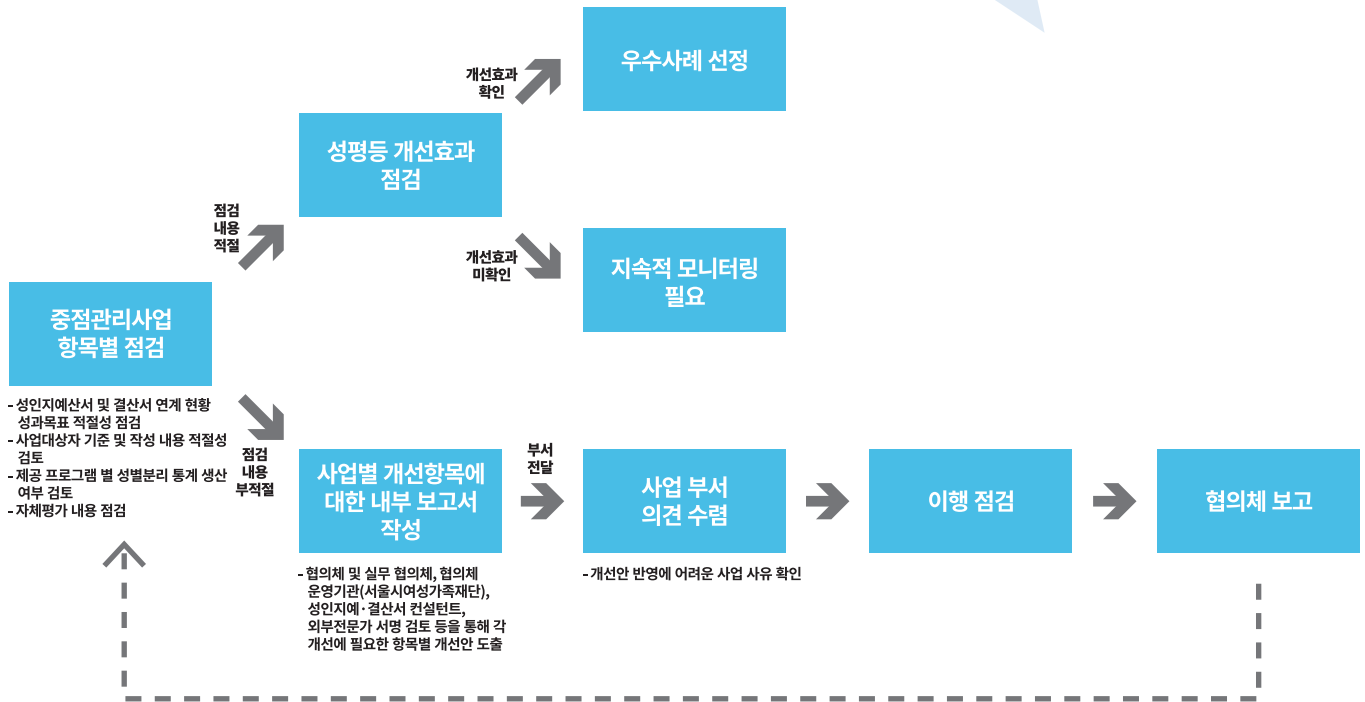 우수사례 선정
개선효과
확인
성평등 개선효과
점검
점검
내용
적절
개선효과
미확인
지속적 모니터링
필요
중점관리사업
항목별 점검
- 성인지예산서 및 결산서 연계 현황
성과목표 적절성 점검
- 사업대상자 기준 및 작성 내용 적절성
검토
- 제공 프로그램 별 성별분리 통계 생산
여부 검토
- 자체평가 내용 점검
점검
내용
부적절
사업별 개선항목에
대한 내부 보고서
작성
- 협의체 및 실무 협의체, 협의체
운영기관(서울시여성가족재단),
성인지예·결산서 컨설턴트,
외부전문가 서명 검토 등을 통해 각
개선에 필요한 항목별 개선안 도출
부서
전달
사업 부서
의견 수렴
- 개선안 반영에 어려운 사업 사유 확인
이행 점검
협의체 보고